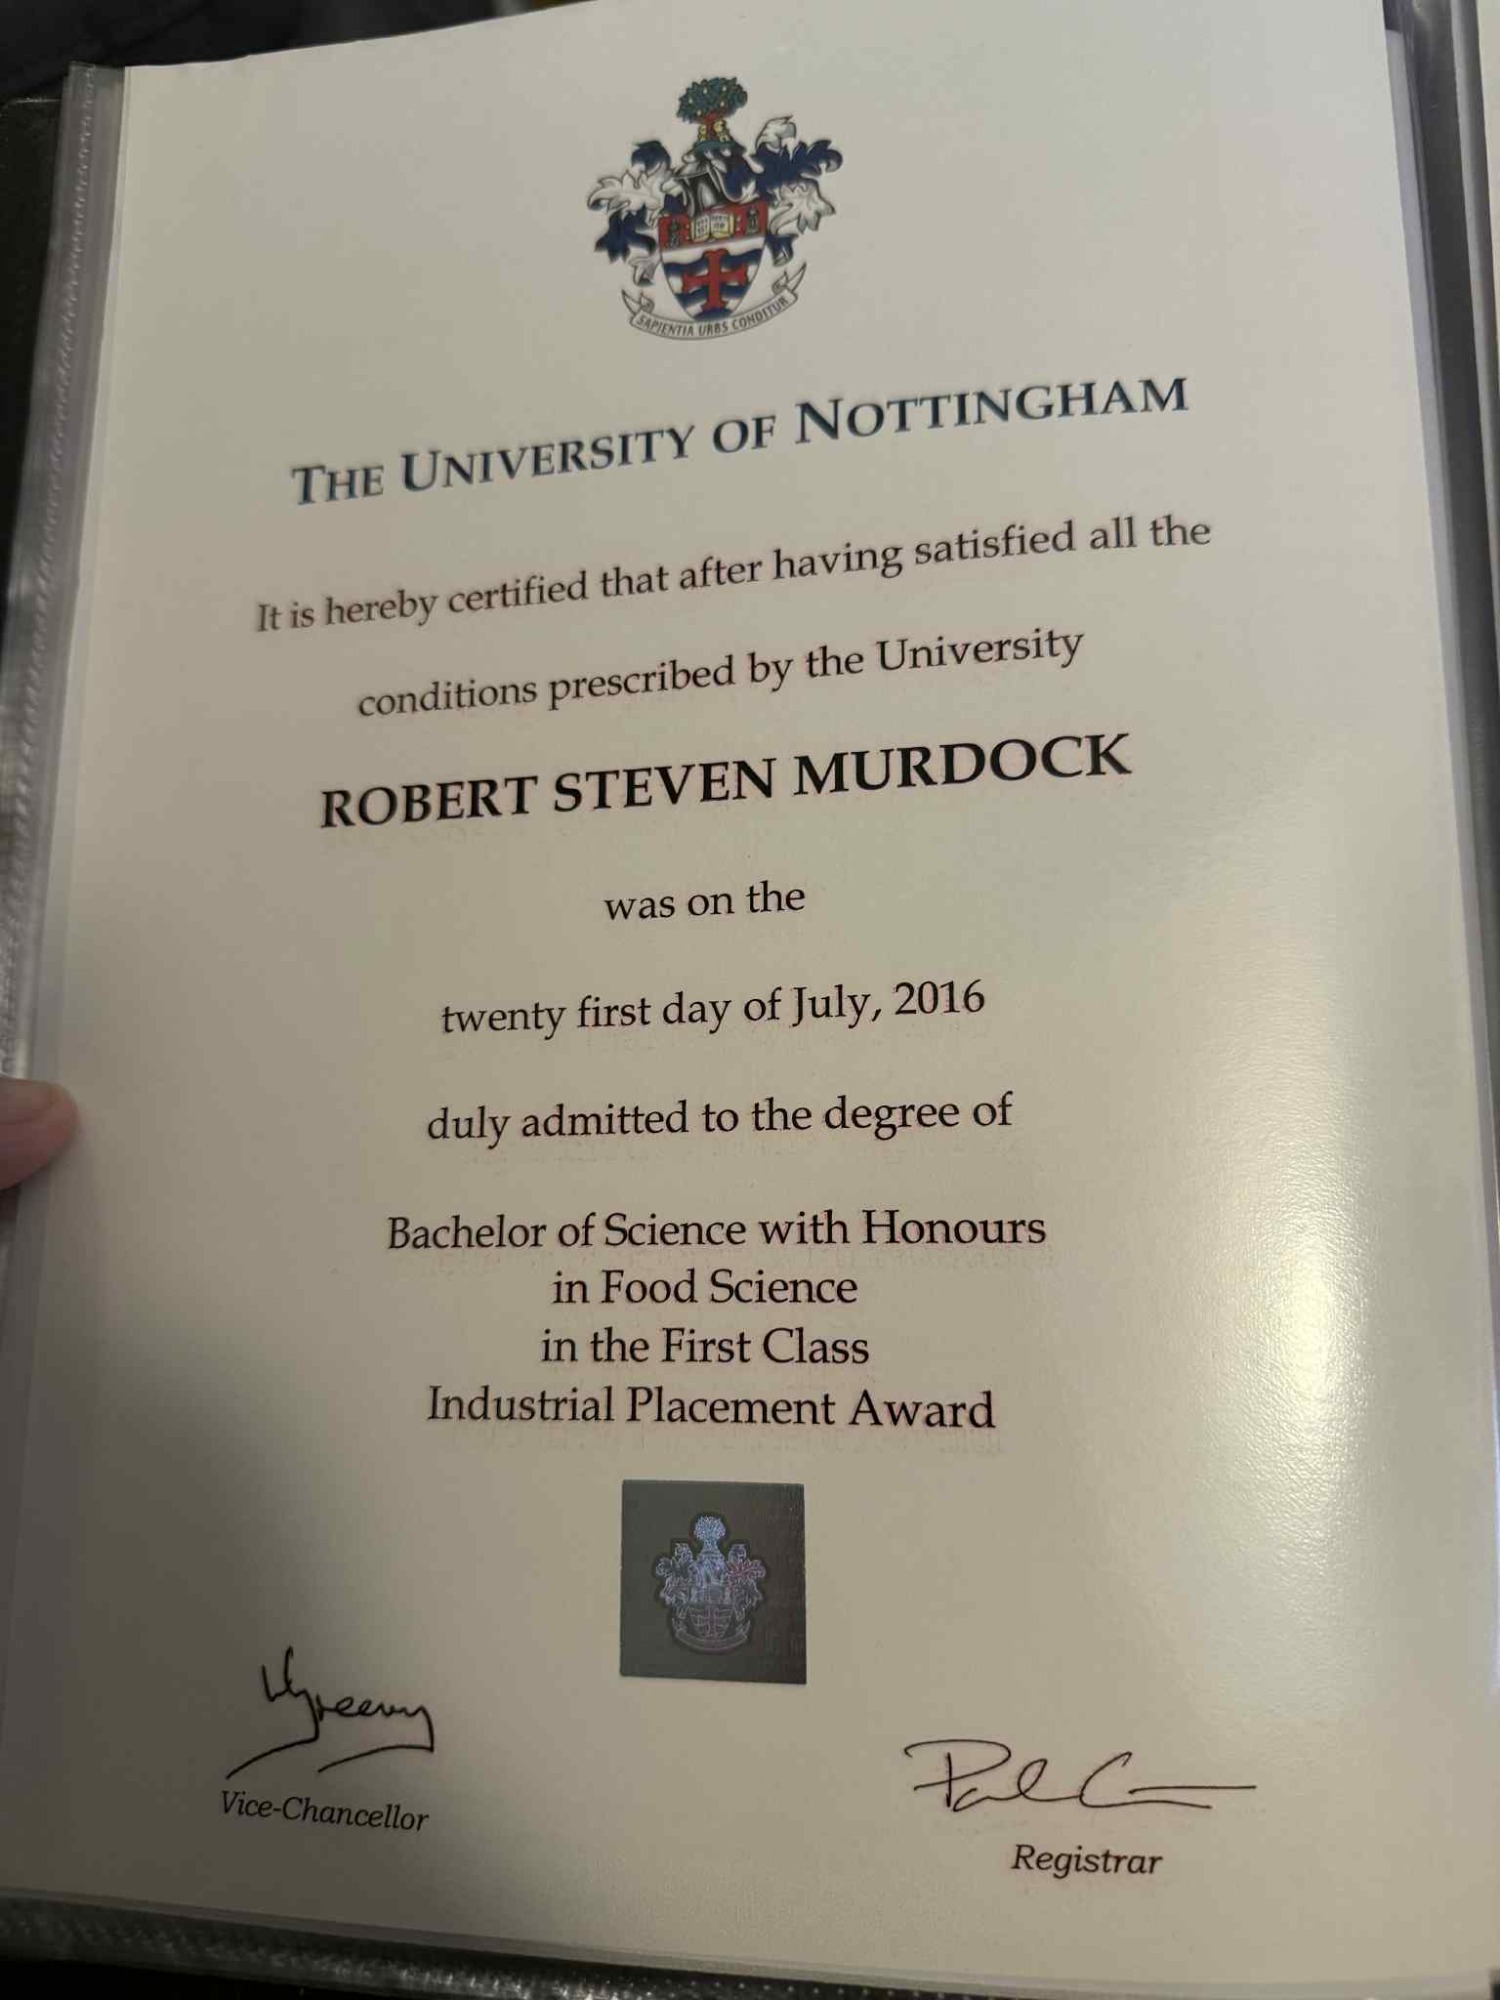 SAPIENTIA URBS CONDITUR
THE UNIVERSITY OF NOTTINGHAM
It is hereby certified that after having satisfied all the
conditions prescribed by the University
ROBERT STEVEN MURDOCK
was on the
twenty first day of July, 2016
duly admitted to the degree of
Bachelor of Science with Honours
in Food Science
in the First Class
Industrial Placement Award
Vice-Chancellor
Registrar